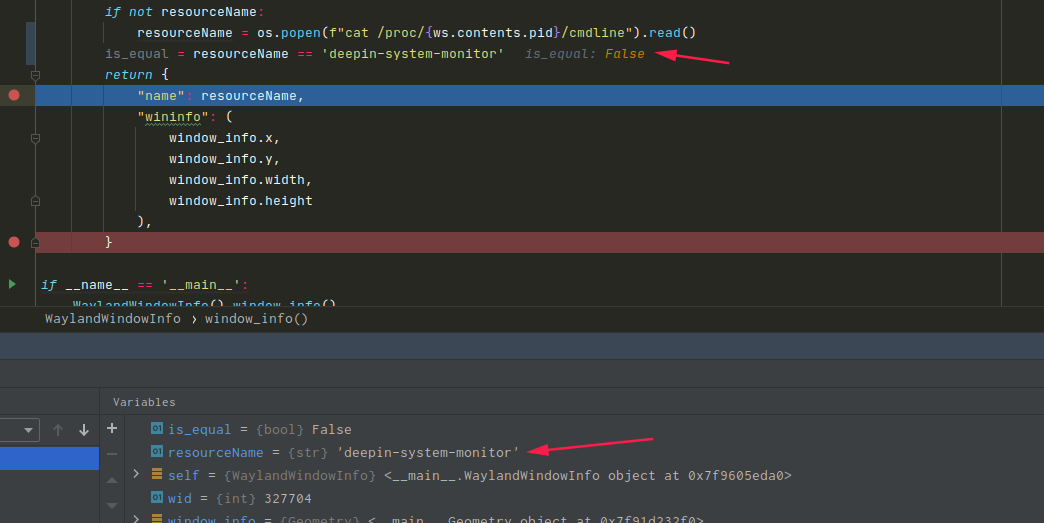 if not resourceName:
resourceName = os.popen(f"cat /proc/{ws.contents.pid}/cmdline").read()
is_equal = resourceName == 'deepin-system-monitor' is_equal: False
return {
"name": resourceName,
"wininfo": (
window_info.x,
window_info.y,
window_info.width,
window_info.height
),
}
if __name__ == '__main__':
WaylandWindowInfo().window_info()
WaylandWindowInfo › window_info()
Variables
is_equal = {bool} False
resourceName = {str} 'deepin-system-monitor'
self = {WaylandWindowInfo} <__main__.WaylandWindowInfo object at 0x7f9605eda0>
wid = {int} 327704
window_info = {Geometry} <__main__.Geometry object at 0x7f91d232f0>